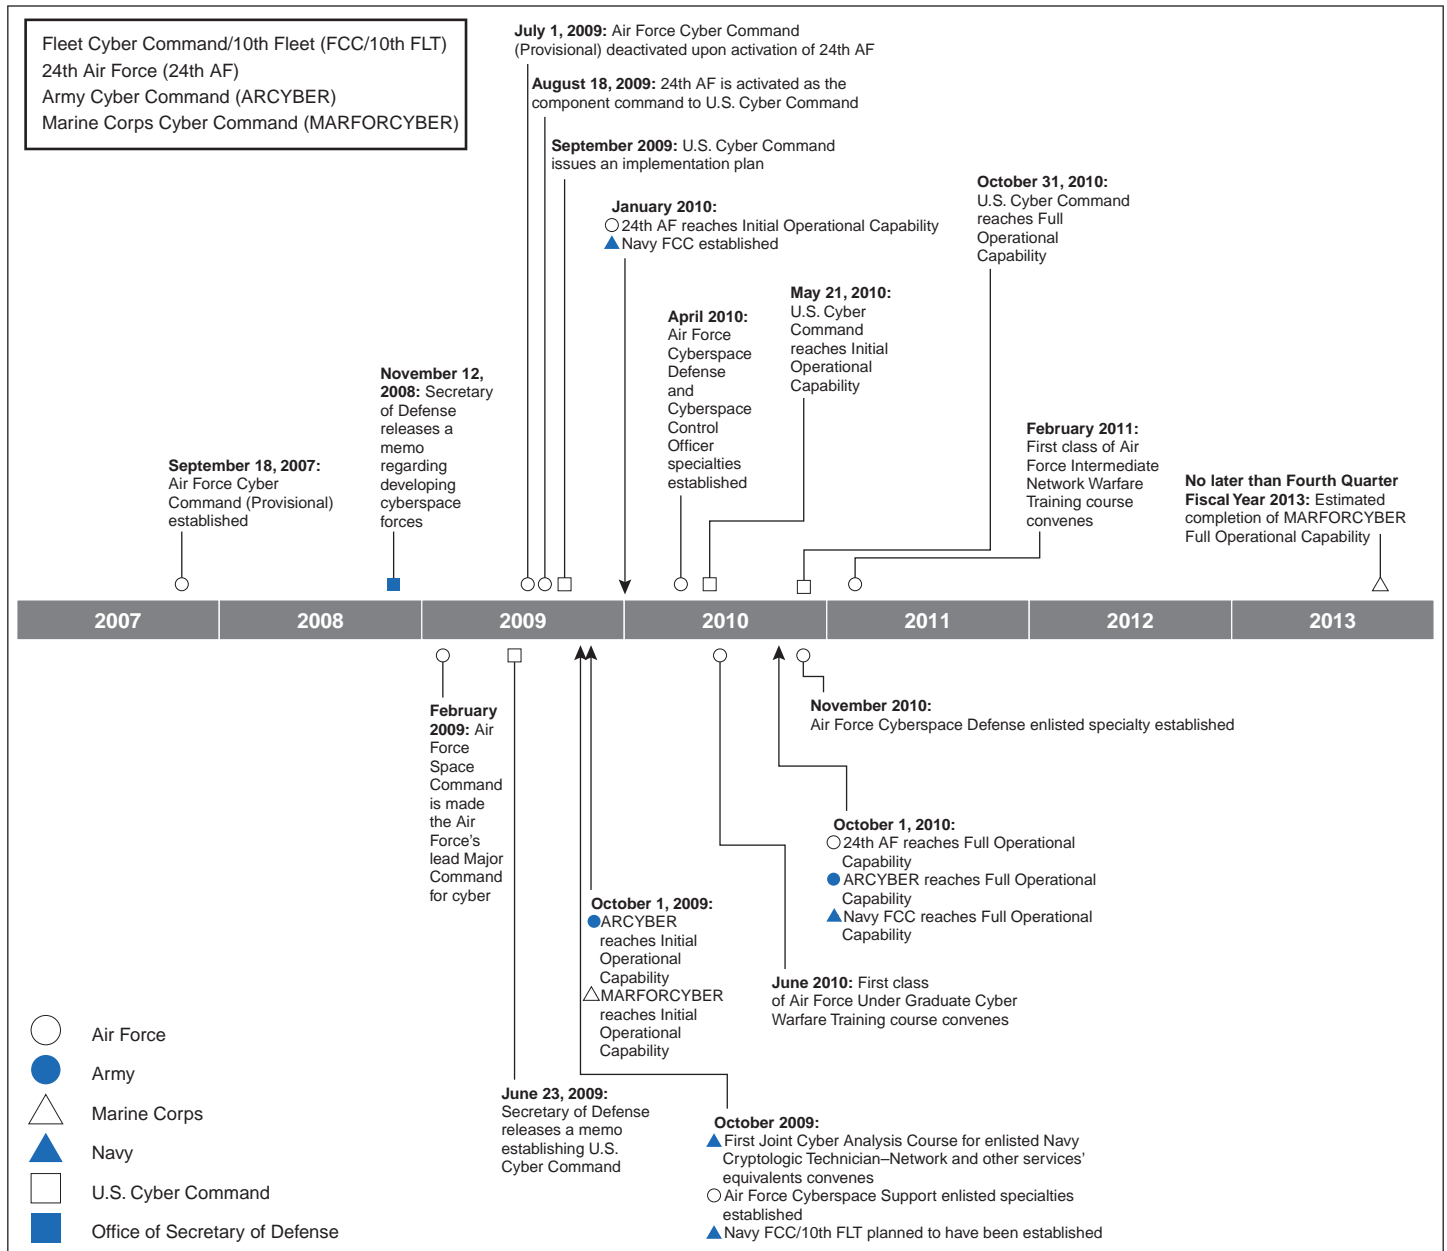 Fleet Cyber Command/10th Fleet (FCC/10th FLT)
24th Air Force (24th AF)
Army Cyber Command (ARCYBER)
Marine Corps Cyber Command (MARFORCYBER)
July 1, 2009: Air Force Cyber Command
(Provisional) deactivated upon activation of 24th AF
August 18, 2009: 24th AF is activated as the
component command to U.S. Cyber Command
September 2009: U.S. Cyber Command
issues an implementation plan
January 2010:
24th AF reaches Initial Operational Capability
Navy FCC established
October 31, 2010:
U.S. Cyber Command
reaches Full
Operational
Capability
May 21, 2010:
U.S. Cyber
Command
reaches Initial
Operational
Capability
April 2010:
Air Force
Cyberspace
Defense
and
Cyberspace
Control
Officer
specialties
established
November 12,
2008: Secretary
of Defense
releases a
memo
regarding
developing
cyberspace
forces
September 18, 2007:
Air Force Cyber
Command (Provisional)
established
February 2011:
First class of Air
Force Intermediate
Network Warfare
Training course
convenes
No later than Fourth Quarter
Fiscal Year 2013: Estimated
completion of MARFORCYBER
Full Operational Capability
2007
2008
2009
2010
2011
2012
2013
February
2009: Air
Force
Space
Command
is made
the Air
Force's
lead Major
Command
for cyber
November 2010:
Air Force Cyberspace Defense enlisted specialty established
October 1, 2010:
24th AF reaches Full Operational
Capability
ARCYBER reaches Full Operational
Capability
Navy FCC reaches Full Operational
Capability
October 1, 2009:
ARCYBER
reaches Initial
Operational
Capability
MARFORCYBER
reaches Initial
Operational
Capability
June 2010: First class
of Air Force Under Graduate Cyber
Warfare Training course convenes
June 23, 2009:
Secretary of Defense
releases a memo
establishing U.S.
Cyber Command
October 2009:
First Joint Cyber Analysis Course for enlisted Navy
Cryptologic Technician–Network and other services'
equivalents convenes
Air Force Cyberspace Support enlisted specialties
established
Navy FCC/10th FLT planned to have been established
Air Force
Army
Marine Corps
Navy
U.S. Cyber Command
Office of Secretary of Defense